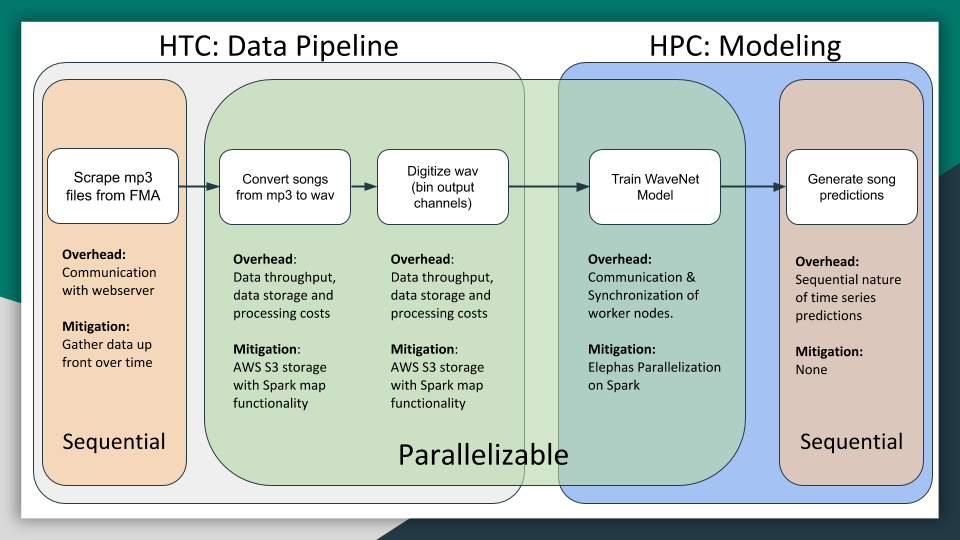 HTC: Data Pipeline
HPC: Modeling
Scrape mp3
files from FMA
Convert songs
from mp3 to wav
Digitize wav
(bin output
channels)
Train WaveNet
Model
Generate song
predictions
Overhead:
Communication
with webserver
Mitigation:
Gather data up
front over time
Overhead:
Data throughput,
data storage and
processing costs
Mitigation:
AWS S3 storage
with Spark map
functionality
Overhead:
Data throughput,
data storage and
processing costs
Mitigation:
AWS S3 storage
with Spark map
functionality
Overhead:
Communication &
Synchronization of
worker nodes.
Mitigation:
Elephas Parallelization
on Spark
Overhead:
Sequential nature
of time series
predictions
Mitigation:
None
Sequential
Parallelizable
Sequential